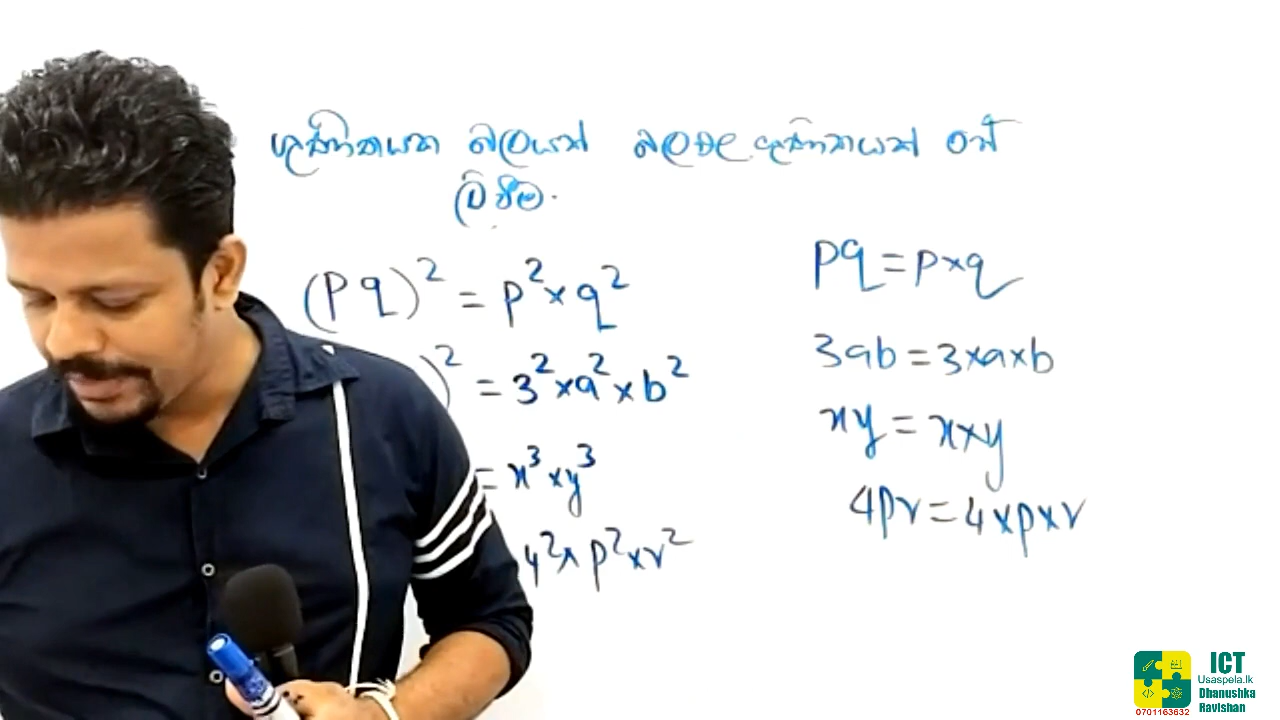 ගුණිතයක බලයක් බලවල ගුණිතයක් ලෙස
ලිවීම.
(pq)² = p² × q²
)² = 3² × a² × b²
= x³ × y³
4² × p² × r²
pq = p × q
3ab = 3 × a × b
xy = x × y
4pr = 4 × p × r
ICT
Usaspela.lk
Dhanushka
Ravishan
0701163632